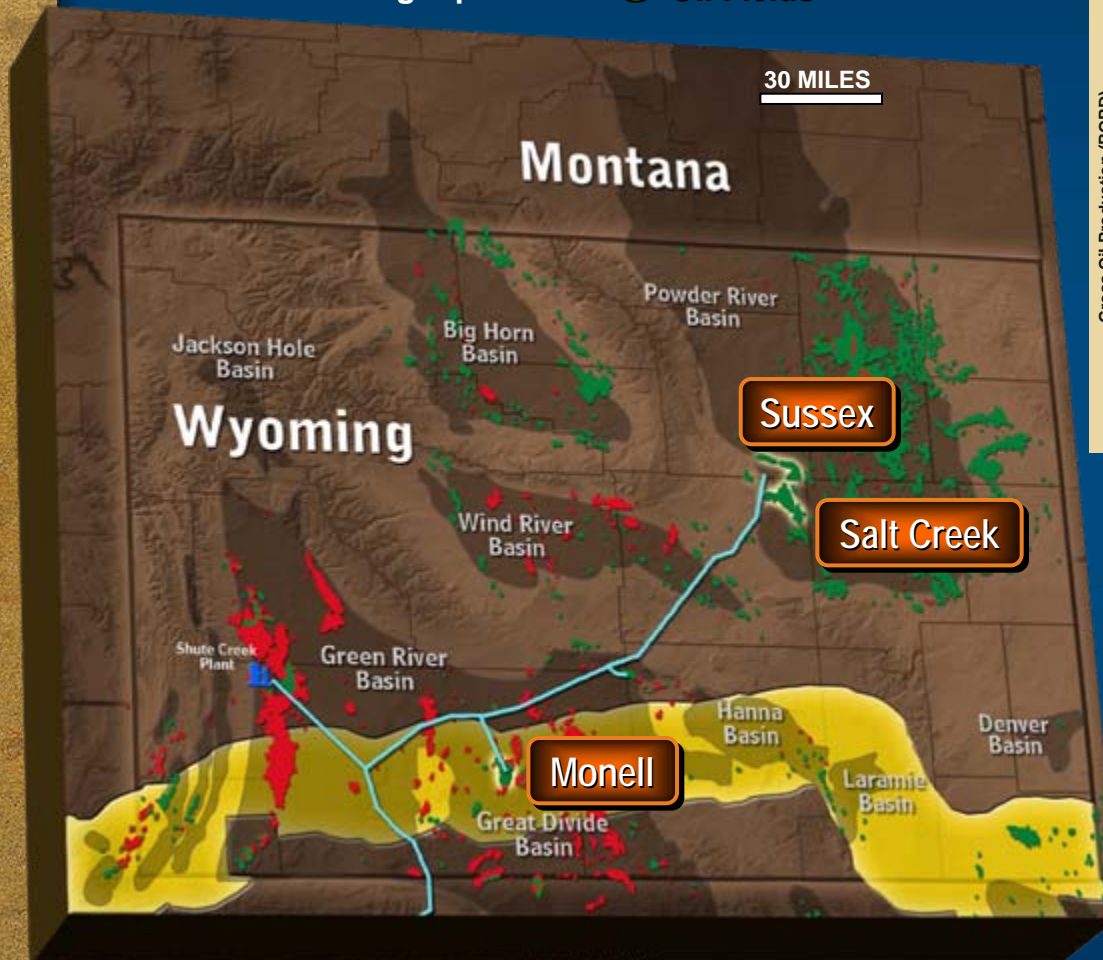 30 MILES
Montana
Powder River
Basin
Big Horn
Basin
Jackson Hole
Basin
Sussex
Wyoming
Salt Creek
Wind River
Basin
Shute Creek
Plant
Green River
Basin
Hanna
Basin
Denver
Basin
Monell
Laramie
Basin
Great Divide
Basin